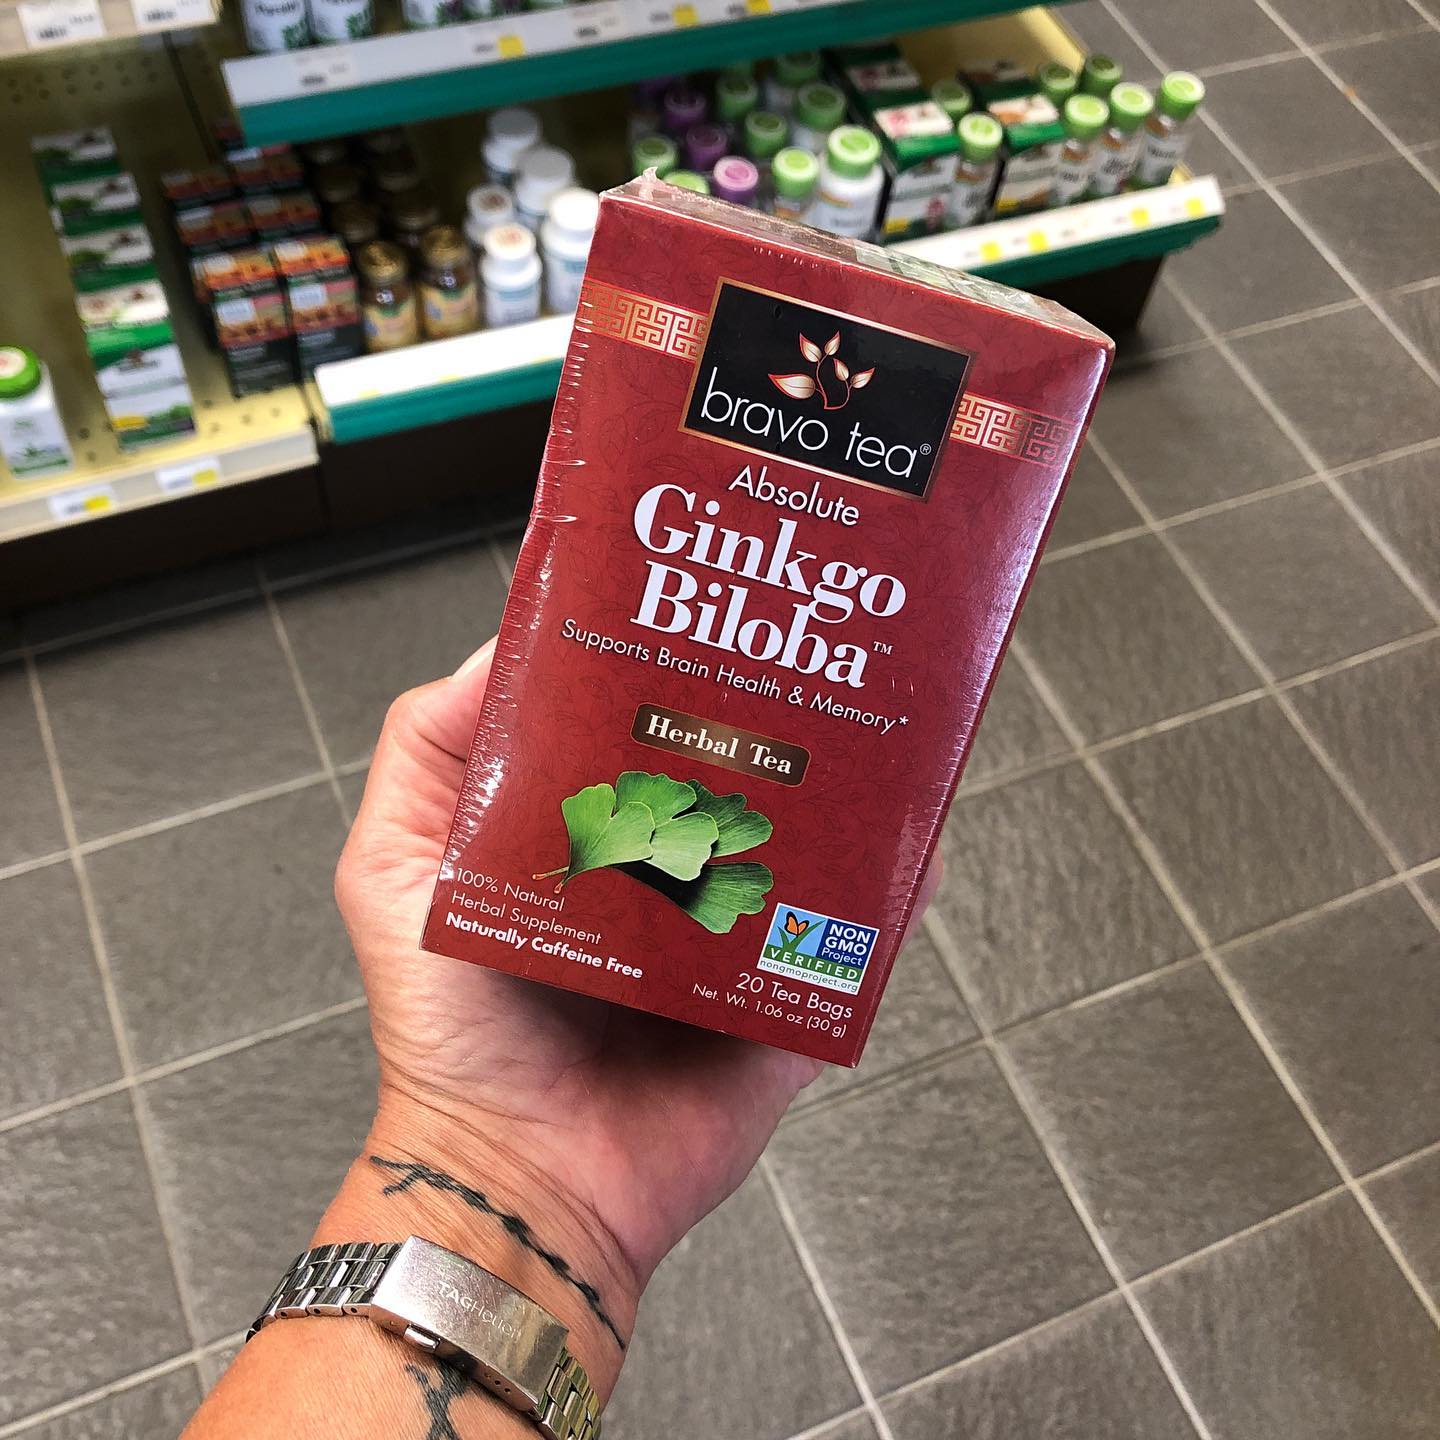 bravo tea®
Absolute
Ginkgo
Biloba™
Supports Brain Health & Memory*
Herbal Tea
100% Natural
Herbal Supplement
Naturally Caffeine Free
NON
GMO
Project
VERIFIED
nongmoproject.org
20 Tea Bags
Net. Wt. 1.06 oz (30 g)
TAGHeuer